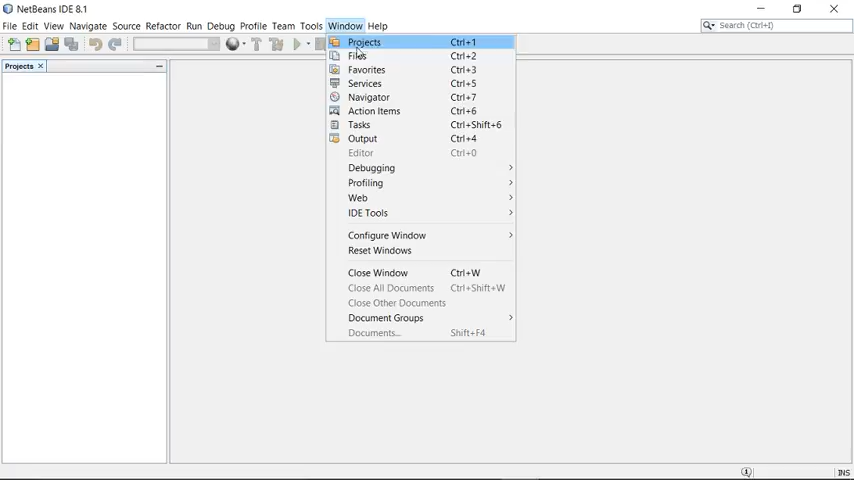 NetBeans IDE 8.1
File Edit View Navigate Source Refactor Run Debug Profile Team Tools Window Help
Search (Ctrl+I)
Projects
Projects Ctrl+1
Files Ctrl+2
Favorites Ctrl+3
Services Ctrl+5
Navigator Ctrl+7
Action Items Ctrl+6
Tasks Ctrl+Shift+6
Output Ctrl+4
Editor Ctrl+0
Debugging
Profiling
Web
IDE Tools
Configure Window
Reset Windows
Close Window Ctrl+W
Close All Documents Ctrl+Shift+W
Close Other Documents
Document Groups
Documents... Shift+F4
INS